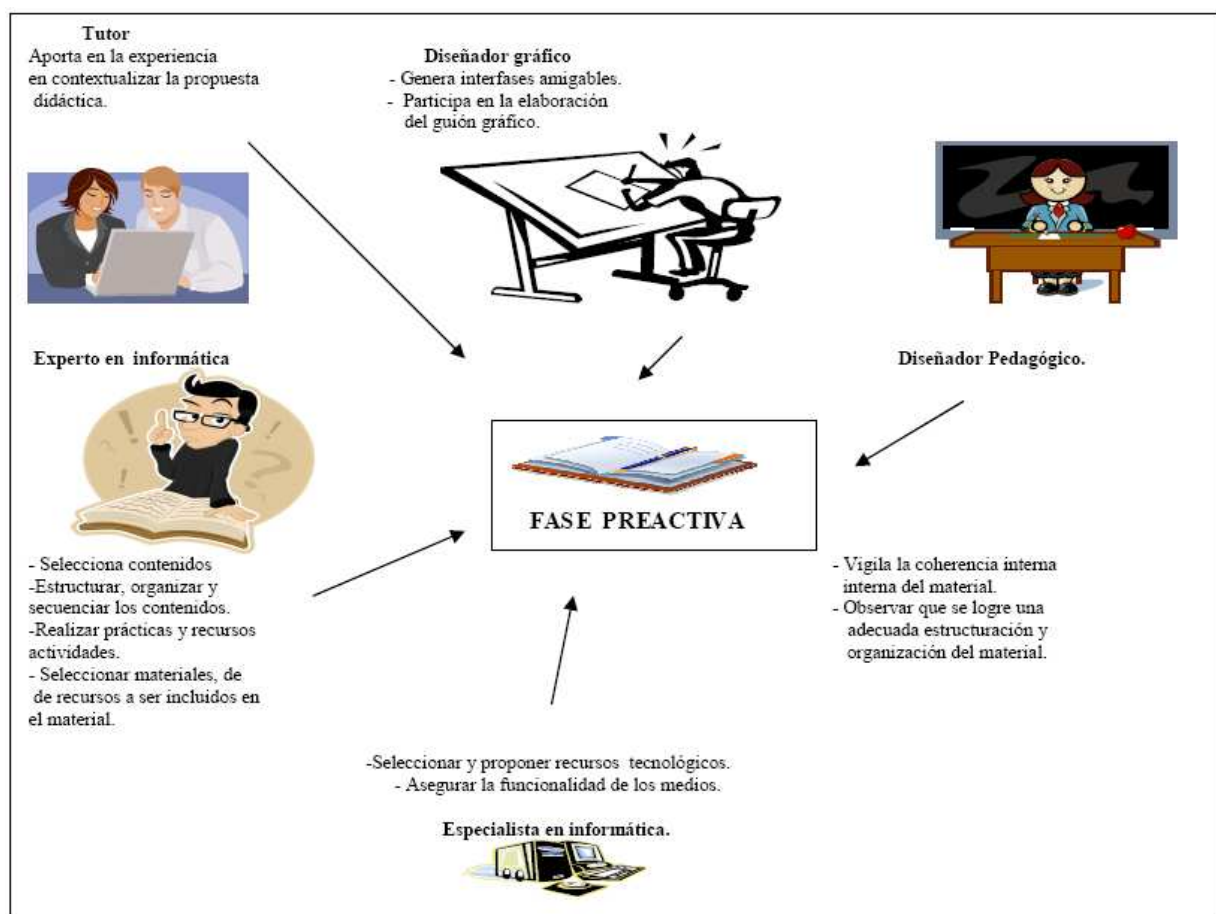 Tutor
Aporta en la experiencia
en contextualizar la propuesta
didáctica.
Diseñador gráfico
- Genera interfases amigables.
- Participa en la elaboración
del guión gráfico.
Experto en informática
Diseñador Pedagógico.
FASE PREACTIVA
- Selecciona contenidos
-Estructurar, organizar y
secuenciar los contenidos.
-Realizar prácticas y recursos
actividades.
- Seleccionar materiales, de
de recursos a ser incluidos en
el material.
- Vigila la coherencia interna
interna del material.
- Observar que se logre una
adecuada estructuración y
organización del material.
-Seleccionar y proponer recursos tecnológicos.
- Asegurar la funcionalidad de los medios.
Especialista en informática.